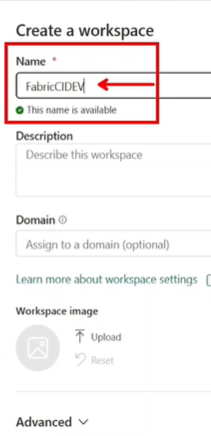 Create a workspace
Name *
FabricCIDEV
This name is available
Description
Describe this workspace
Domain
Assign to a domain (optional)
Learn more about workspace settings
Workspace image
Upload
Reset
Advanced